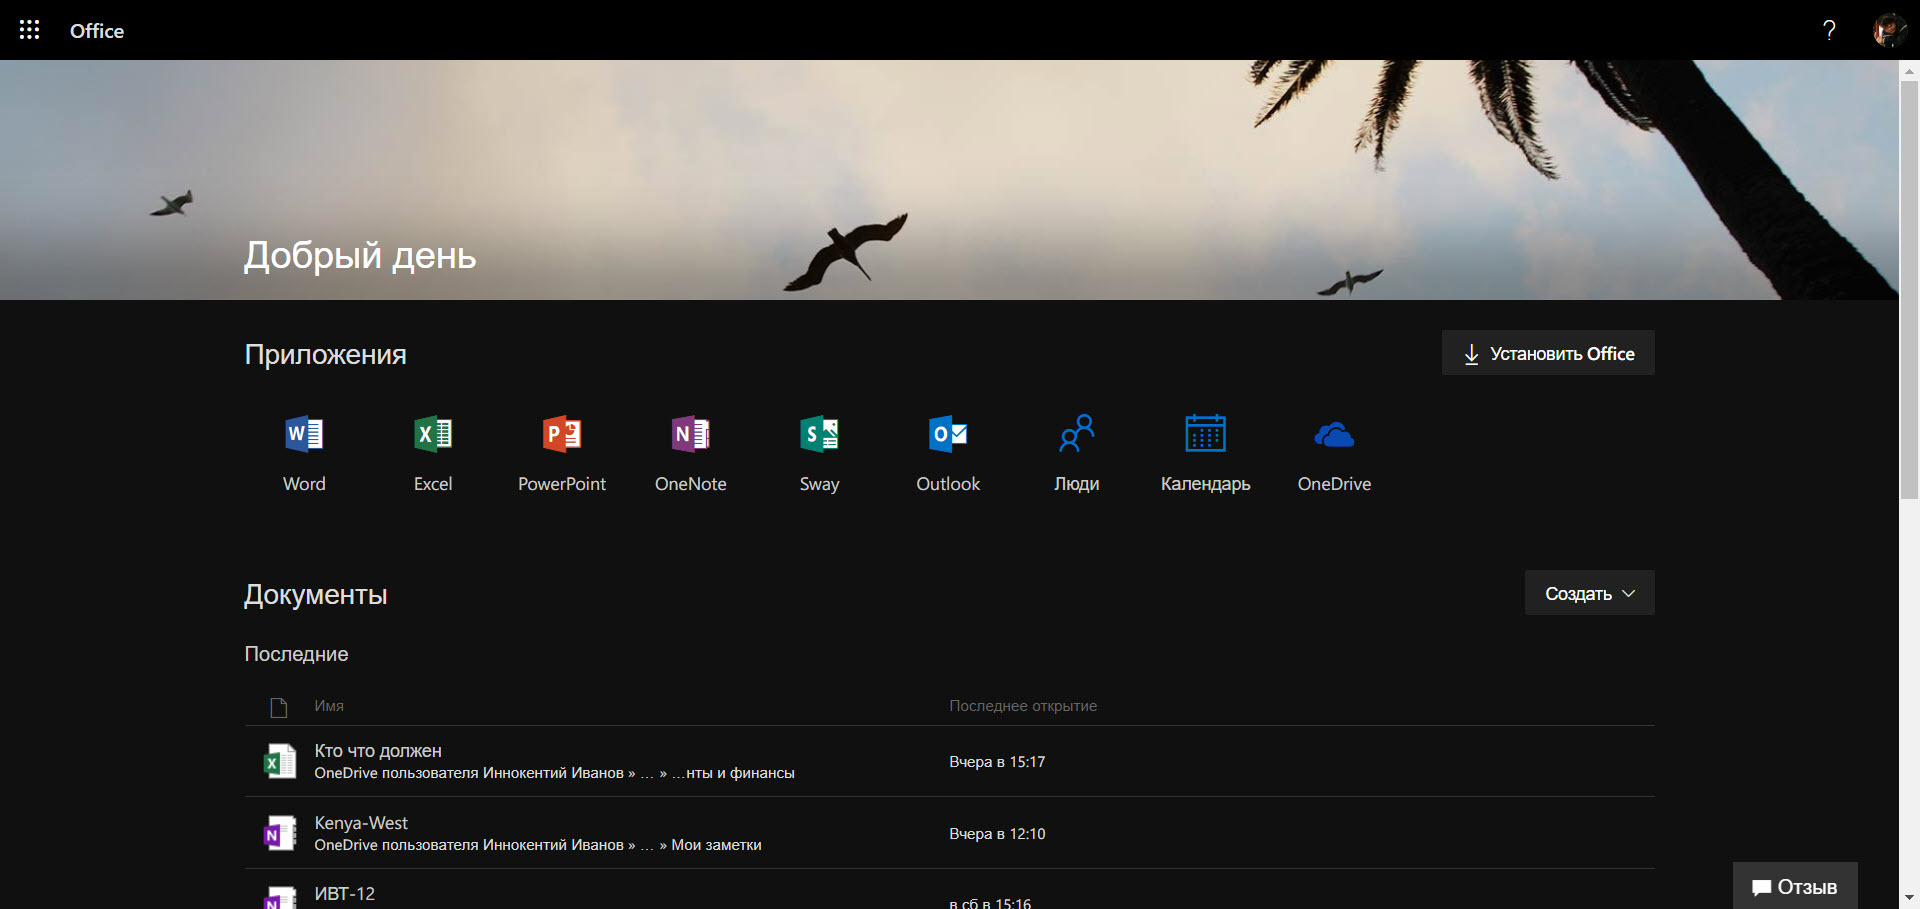 Office
?
Добрый день
Приложения
Установить Office
Word
Excel
PowerPoint
OneNote
Sway
Outlook
Люди
Календарь
OneDrive
Документы
Создать
Последние
Имя
Последнее открытие
Кто что должен
OneDrive пользователя Иннокентий Иванов » … » …нты и финансы
Вчера в 15:17
Kenya-West
OneDrive пользователя Иннокентий Иванов » … » Мои заметки
Вчера в 12:10
ИВТ-12
в сб в 15:16
Отзыв